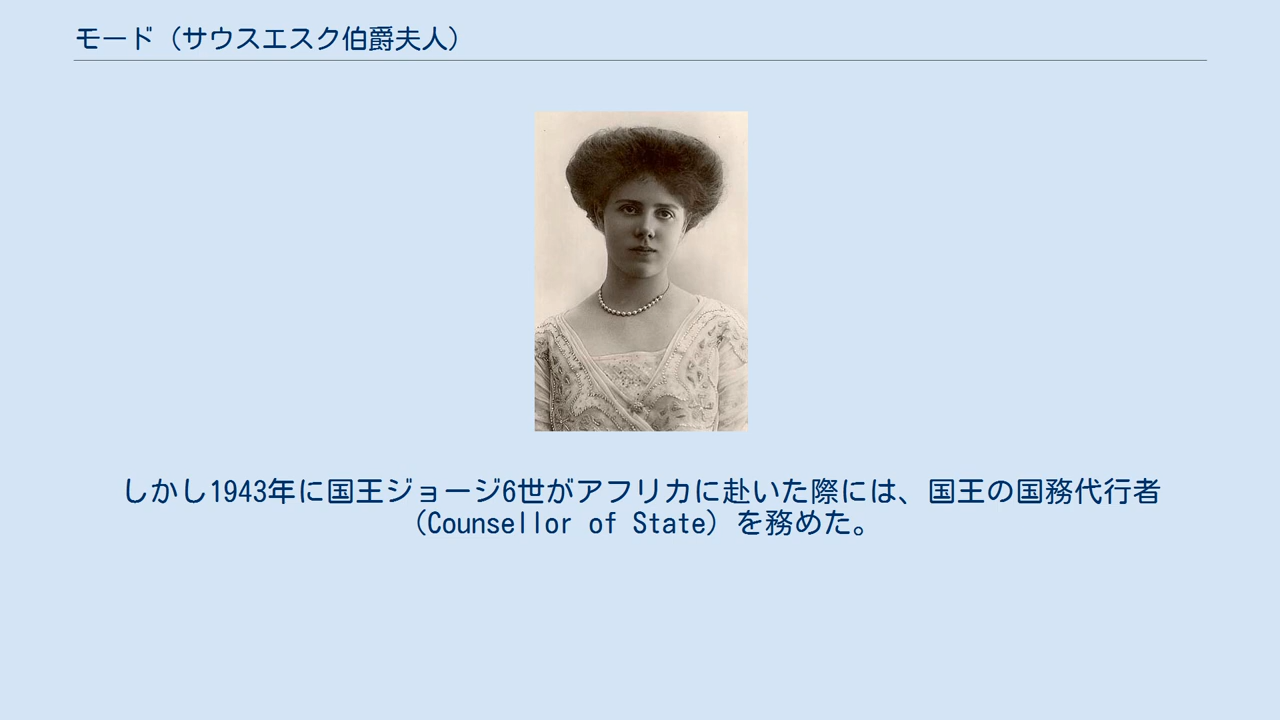 モード（サウスエスク伯爵夫人）
しかし1943年に国王ジョージ6世がアフリカに赴いた際には、国王の国務代行者
（Counsellor of State）を務めた。